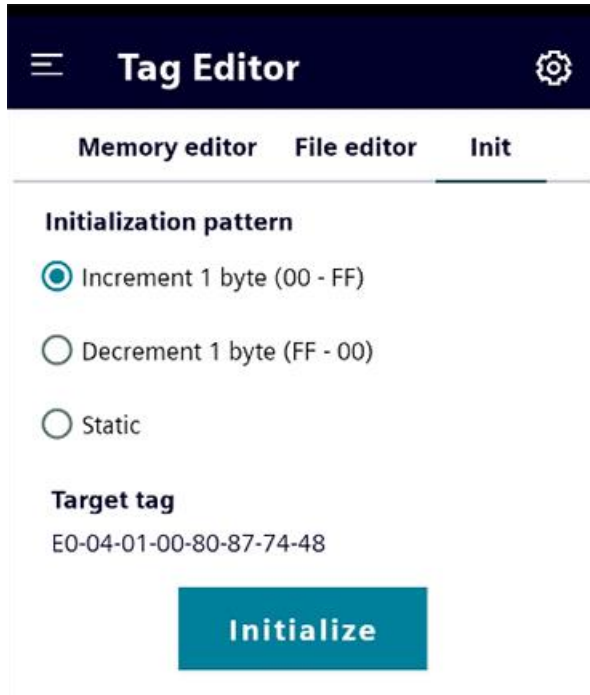 Tag Editor
Memory editor File editor Init
Initialization pattern
Increment 1 byte (00 - FF)
Decrement 1 byte (FF - 00)
Static
Target tag
E0-04-01-00-80-87-74-48
Initialize